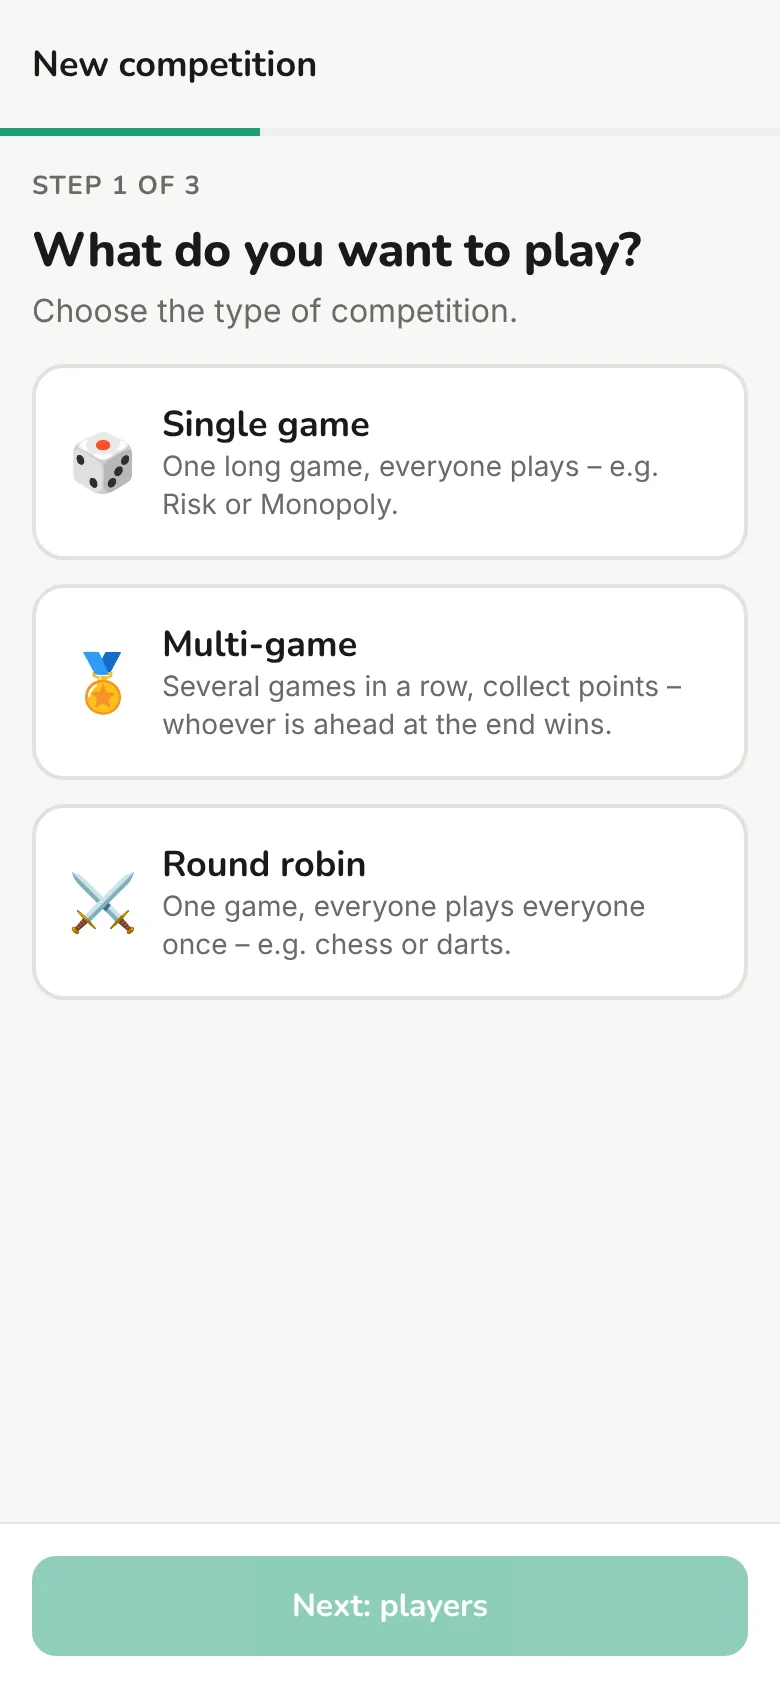 New competition
STEP 1 OF 3
What do you want to play?
Choose the type of competition.
Single game
One long game, everyone plays – e.g.
Risk or Monopoly.
Multi-game
Several games in a row, collect points –
whoever is ahead at the end wins.
Round robin
One game, everyone plays everyone
once – e.g. chess or darts.
Next: players